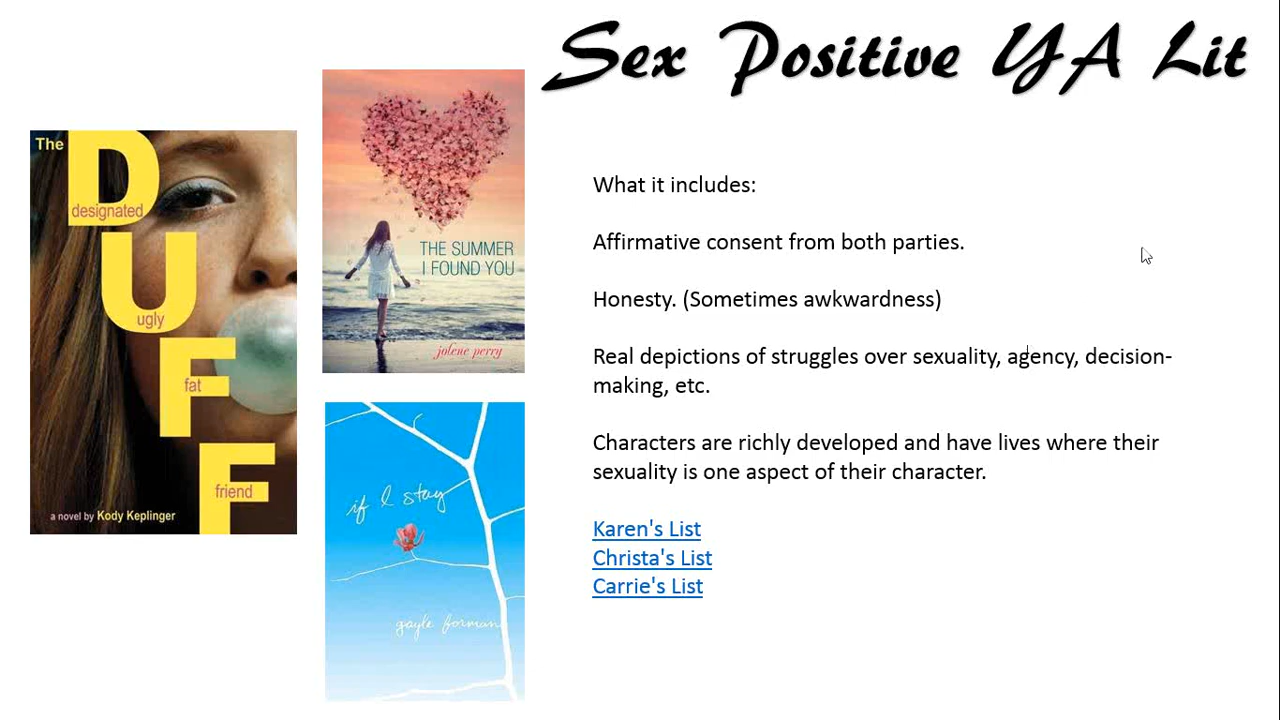 Sex Positive YA Lit
The
D
designated
U
ugly
F
fat
F
friend
a novel by Kody Keplinger
THE SUMMER
I FOUND YOU
jolene perry
if I stay
gayle forman
What it includes:
Affirmative consent from both parties.
Honesty. (Sometimes awkwardness)
Real depictions of struggles over sexuality, agency, decision-
making, etc.
Characters are richly developed and have lives where their
sexuality is one aspect of their character.
Karen's List
Christa's List
Carrie's List